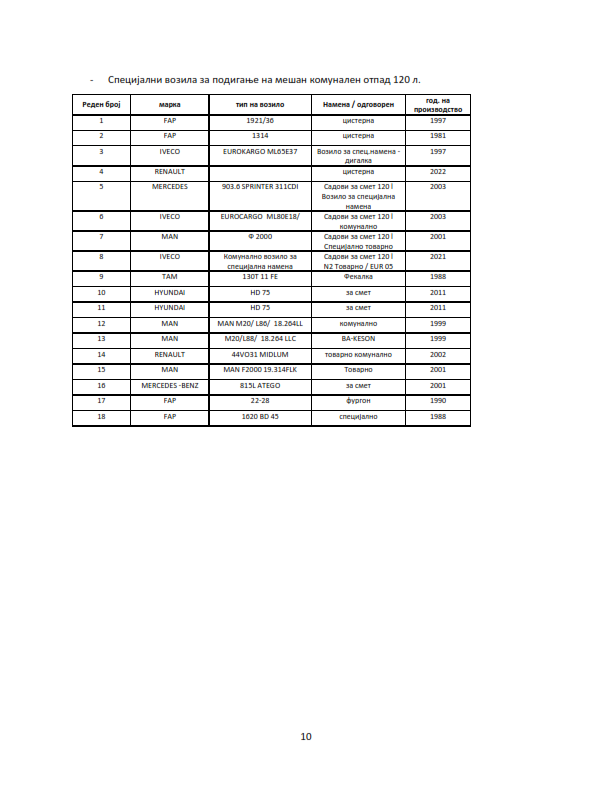 - Специјални возила за подигање на мешан комунален отпад 120 л.
Реден број марка тип на возило Намена / одговорен год. на производство
1 FAP 1921/36 цистерна 1997
2 FAP 1314 цистерна 1981
3 IVECO EUROKARGO ML65E37 Возило за спец.намена - дигалка 1997
4 RENAULT цистерна 2022
5 MERCEDES 903.6 SPRINTER 311CDI Садови за смет 120 l Возило за специјална намена 2003
6 IVECO EUROCARGO ML80E18/ Садови за смет 120 l комунално 2003
7 MAN Ф 2000 Садови за смет 120 l Специјално товарно 2001
8 IVECO Комунално возило за специјална намена Садови за смет 120 l N2 Товарно / EUR 05 2021
9 TAM 130T 11 FE Фекалка 1988
10 HYUNDAI HD 75 за смет 2011
11 HYUNDAI HD 75 за смет 2011
12 MAN MAN M20/ L86/ 18.264LL комунално 1999
13 MAN M20/L88/ 18.264 LLC BA-KESON 1999
14 RENAULT 44VO31 MIDLUM товарно комунално 2002
15 MAN MAN F2000 19.314FLK Товарно 2001
16 MERCEDES -BENZ 815L ATEGO за смет 2001
17 FAP 22-28 фургон 1990
18 FAP 1620 BD 45 специјално 1988
10